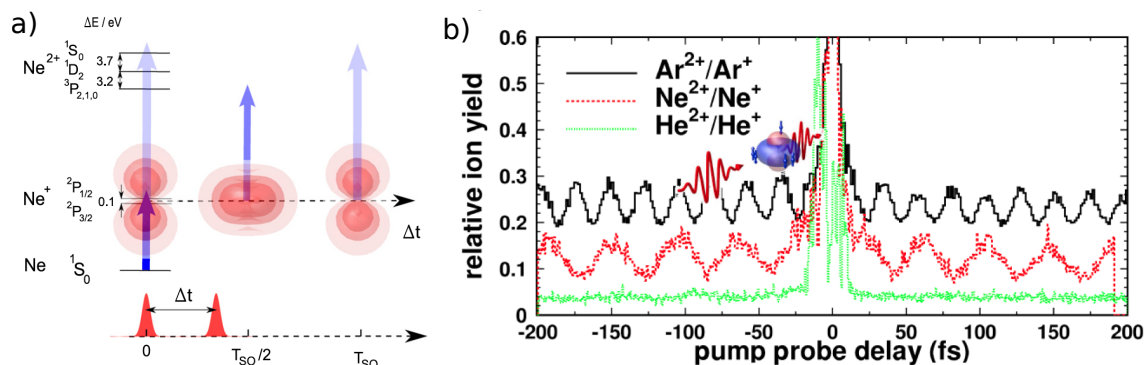 a)
ΔE / eV
Ne²⁺ ¹S₀ 3.7
¹D₂ 3.2
³P₂,₁,₀
Ne⁺ ²P₁/₂ 0.1
²P₃/₂
Δt
Ne ¹S₀
Δt
0 T_SO/2 T_SO
b)
relative ion yield
0.6
0.5
0.4
0.3
0.2
0.1
0
Ar²⁺/Ar⁺
Ne²⁺/Ne⁺
He²⁺/He⁺
-200 -150 -100 -50 0 50 100 150 200
pump probe delay (fs)